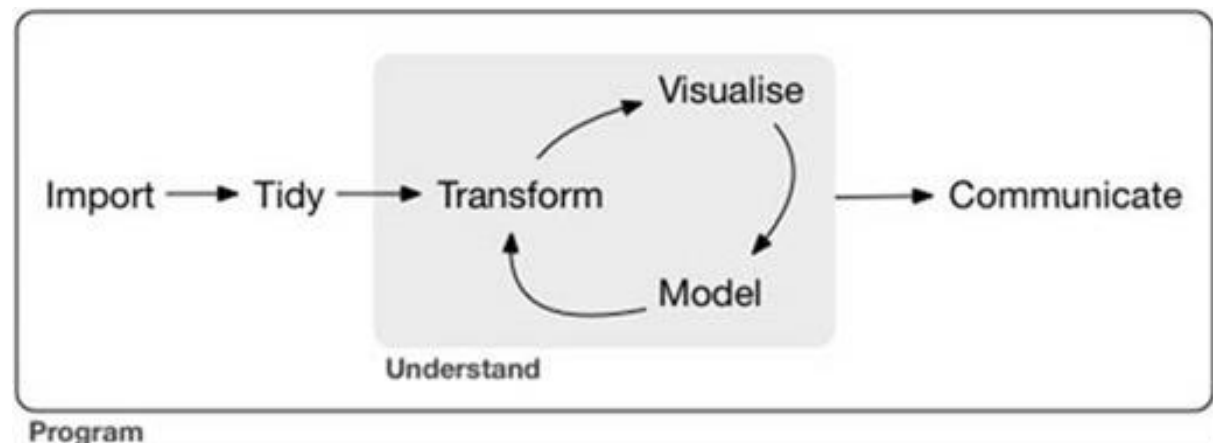 Visualise
Import Tidy Transform Communicate
Model
Understand
Program